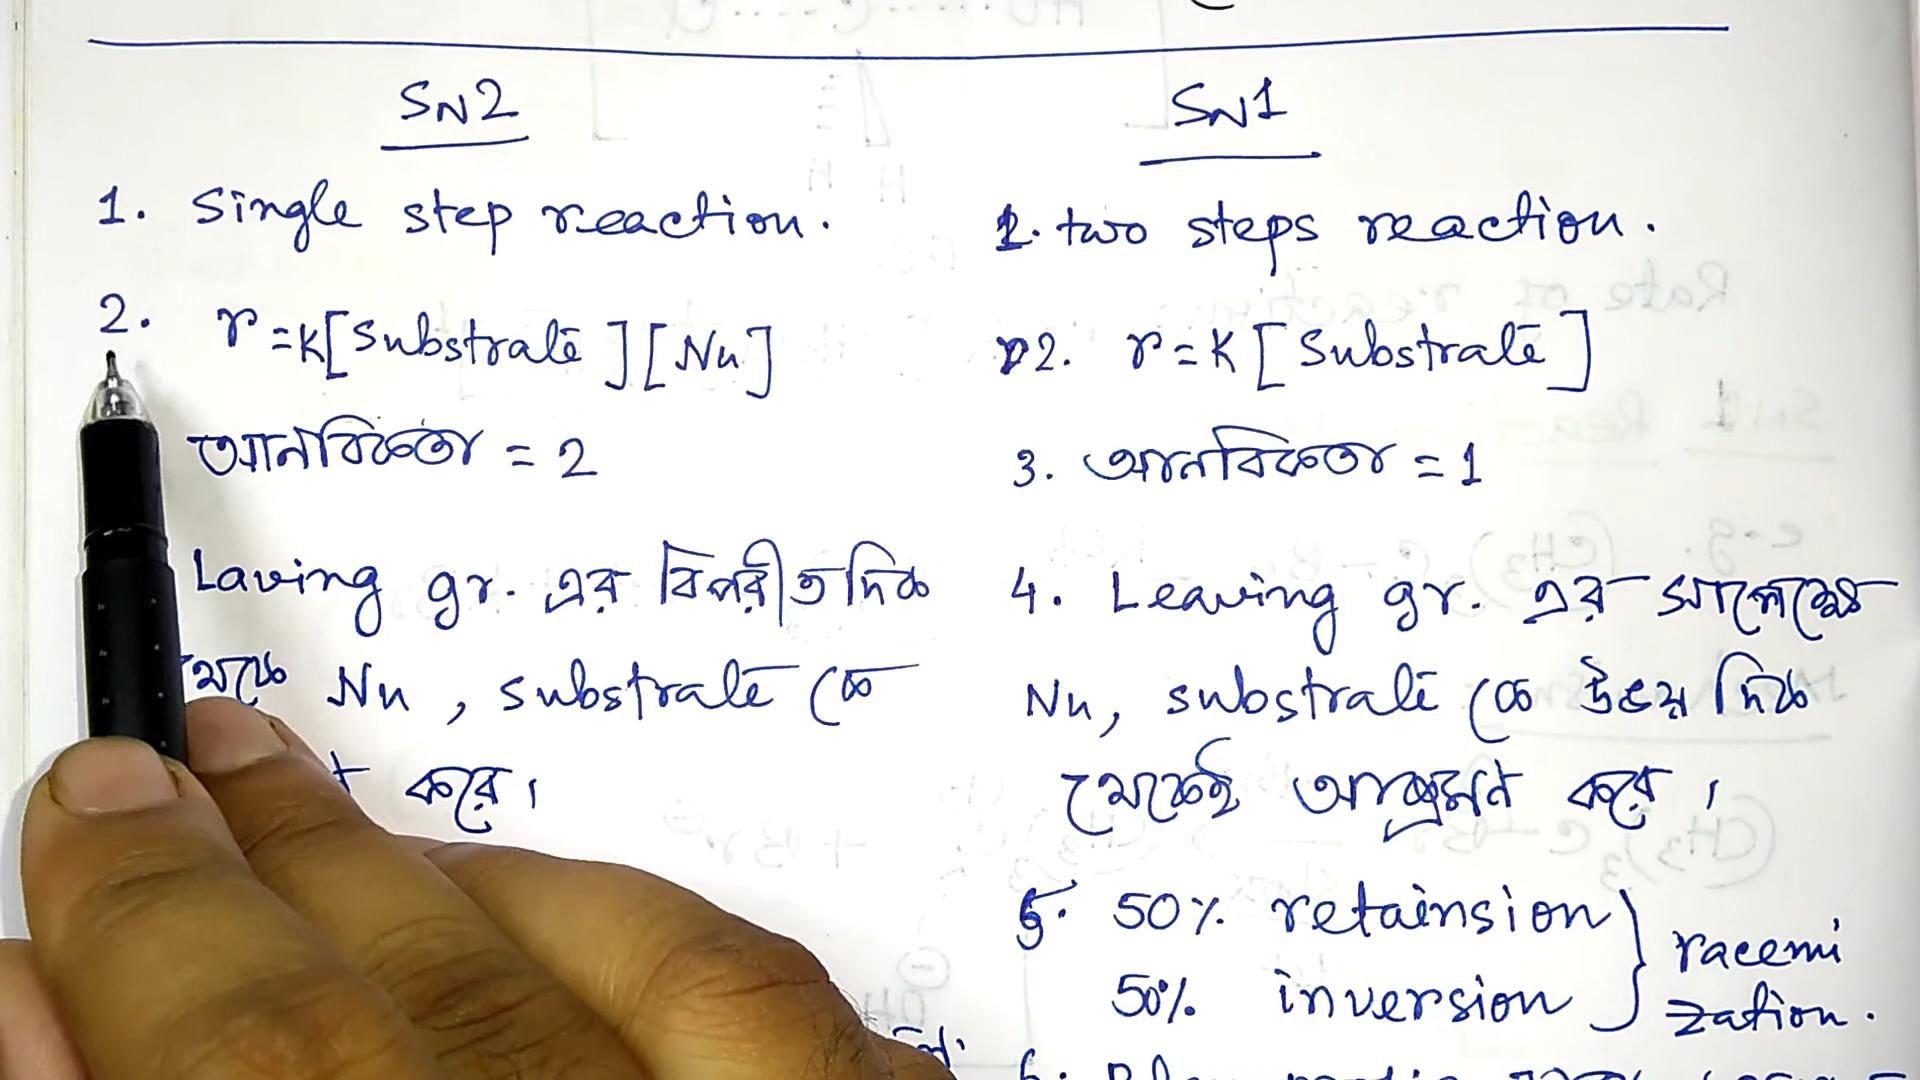 SN2
1. Single step reaction.
2. r = K[Substrate][Nu]
আনবিকতা = 2
Laving gr. এর বিপরীত দিক
থেকে Nu, substrate কে
করে।
SN1
1. two steps reaction.
2. r = K[Substrate]
3. আনবিকতা = 1
4. Leaving gr. এর সাপেক্ষে
Nu, substrate কে উভয় দিক
থেকেই আক্রমণ করে।
5. 50% retainsion
50% inversion
racemi
zation.
6.